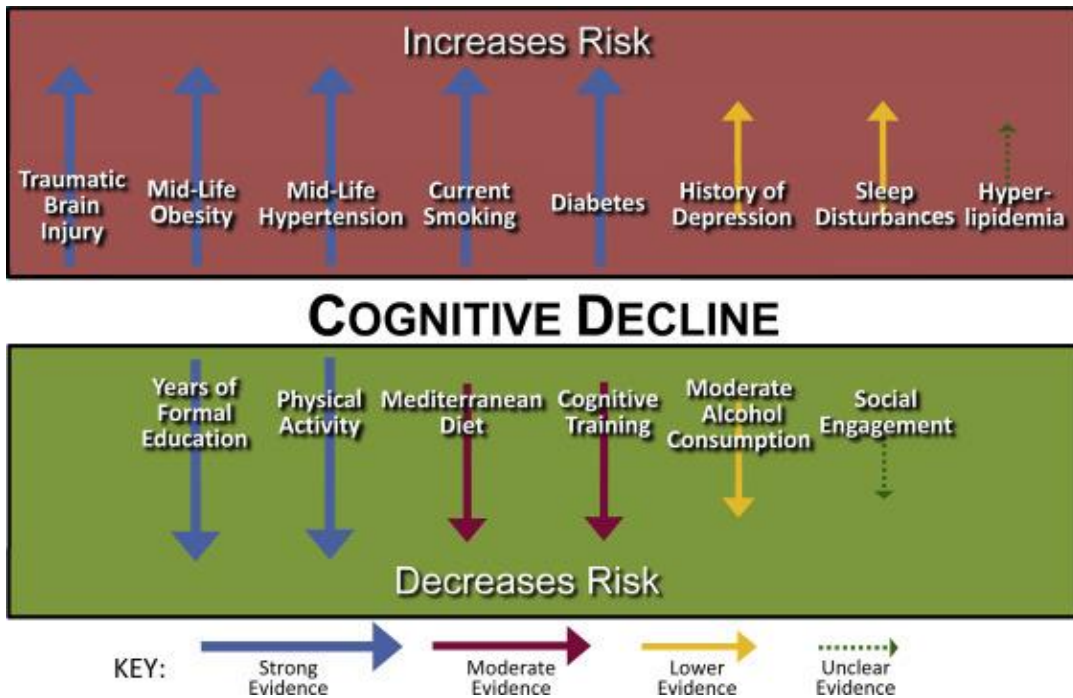 Increases Risk
Traumatic
Brain
Injury
Mid-Life
Obesity
Mid-Life
Hypertension
Current
Smoking
Diabetes
History of
Depression
Sleep
Disturbances
Hyper-
lipidemia
COGNITIVE DECLINE
Years of
Formal
Education
Physical
Activity
Mediterranean
Diet
Cognitive
Training
Moderate
Alcohol
Consumption
Social
Engagement
Decreases Risk
KEY:
Strong
Evidence
Moderate
Evidence
Lower
Evidence
Unclear
Evidence